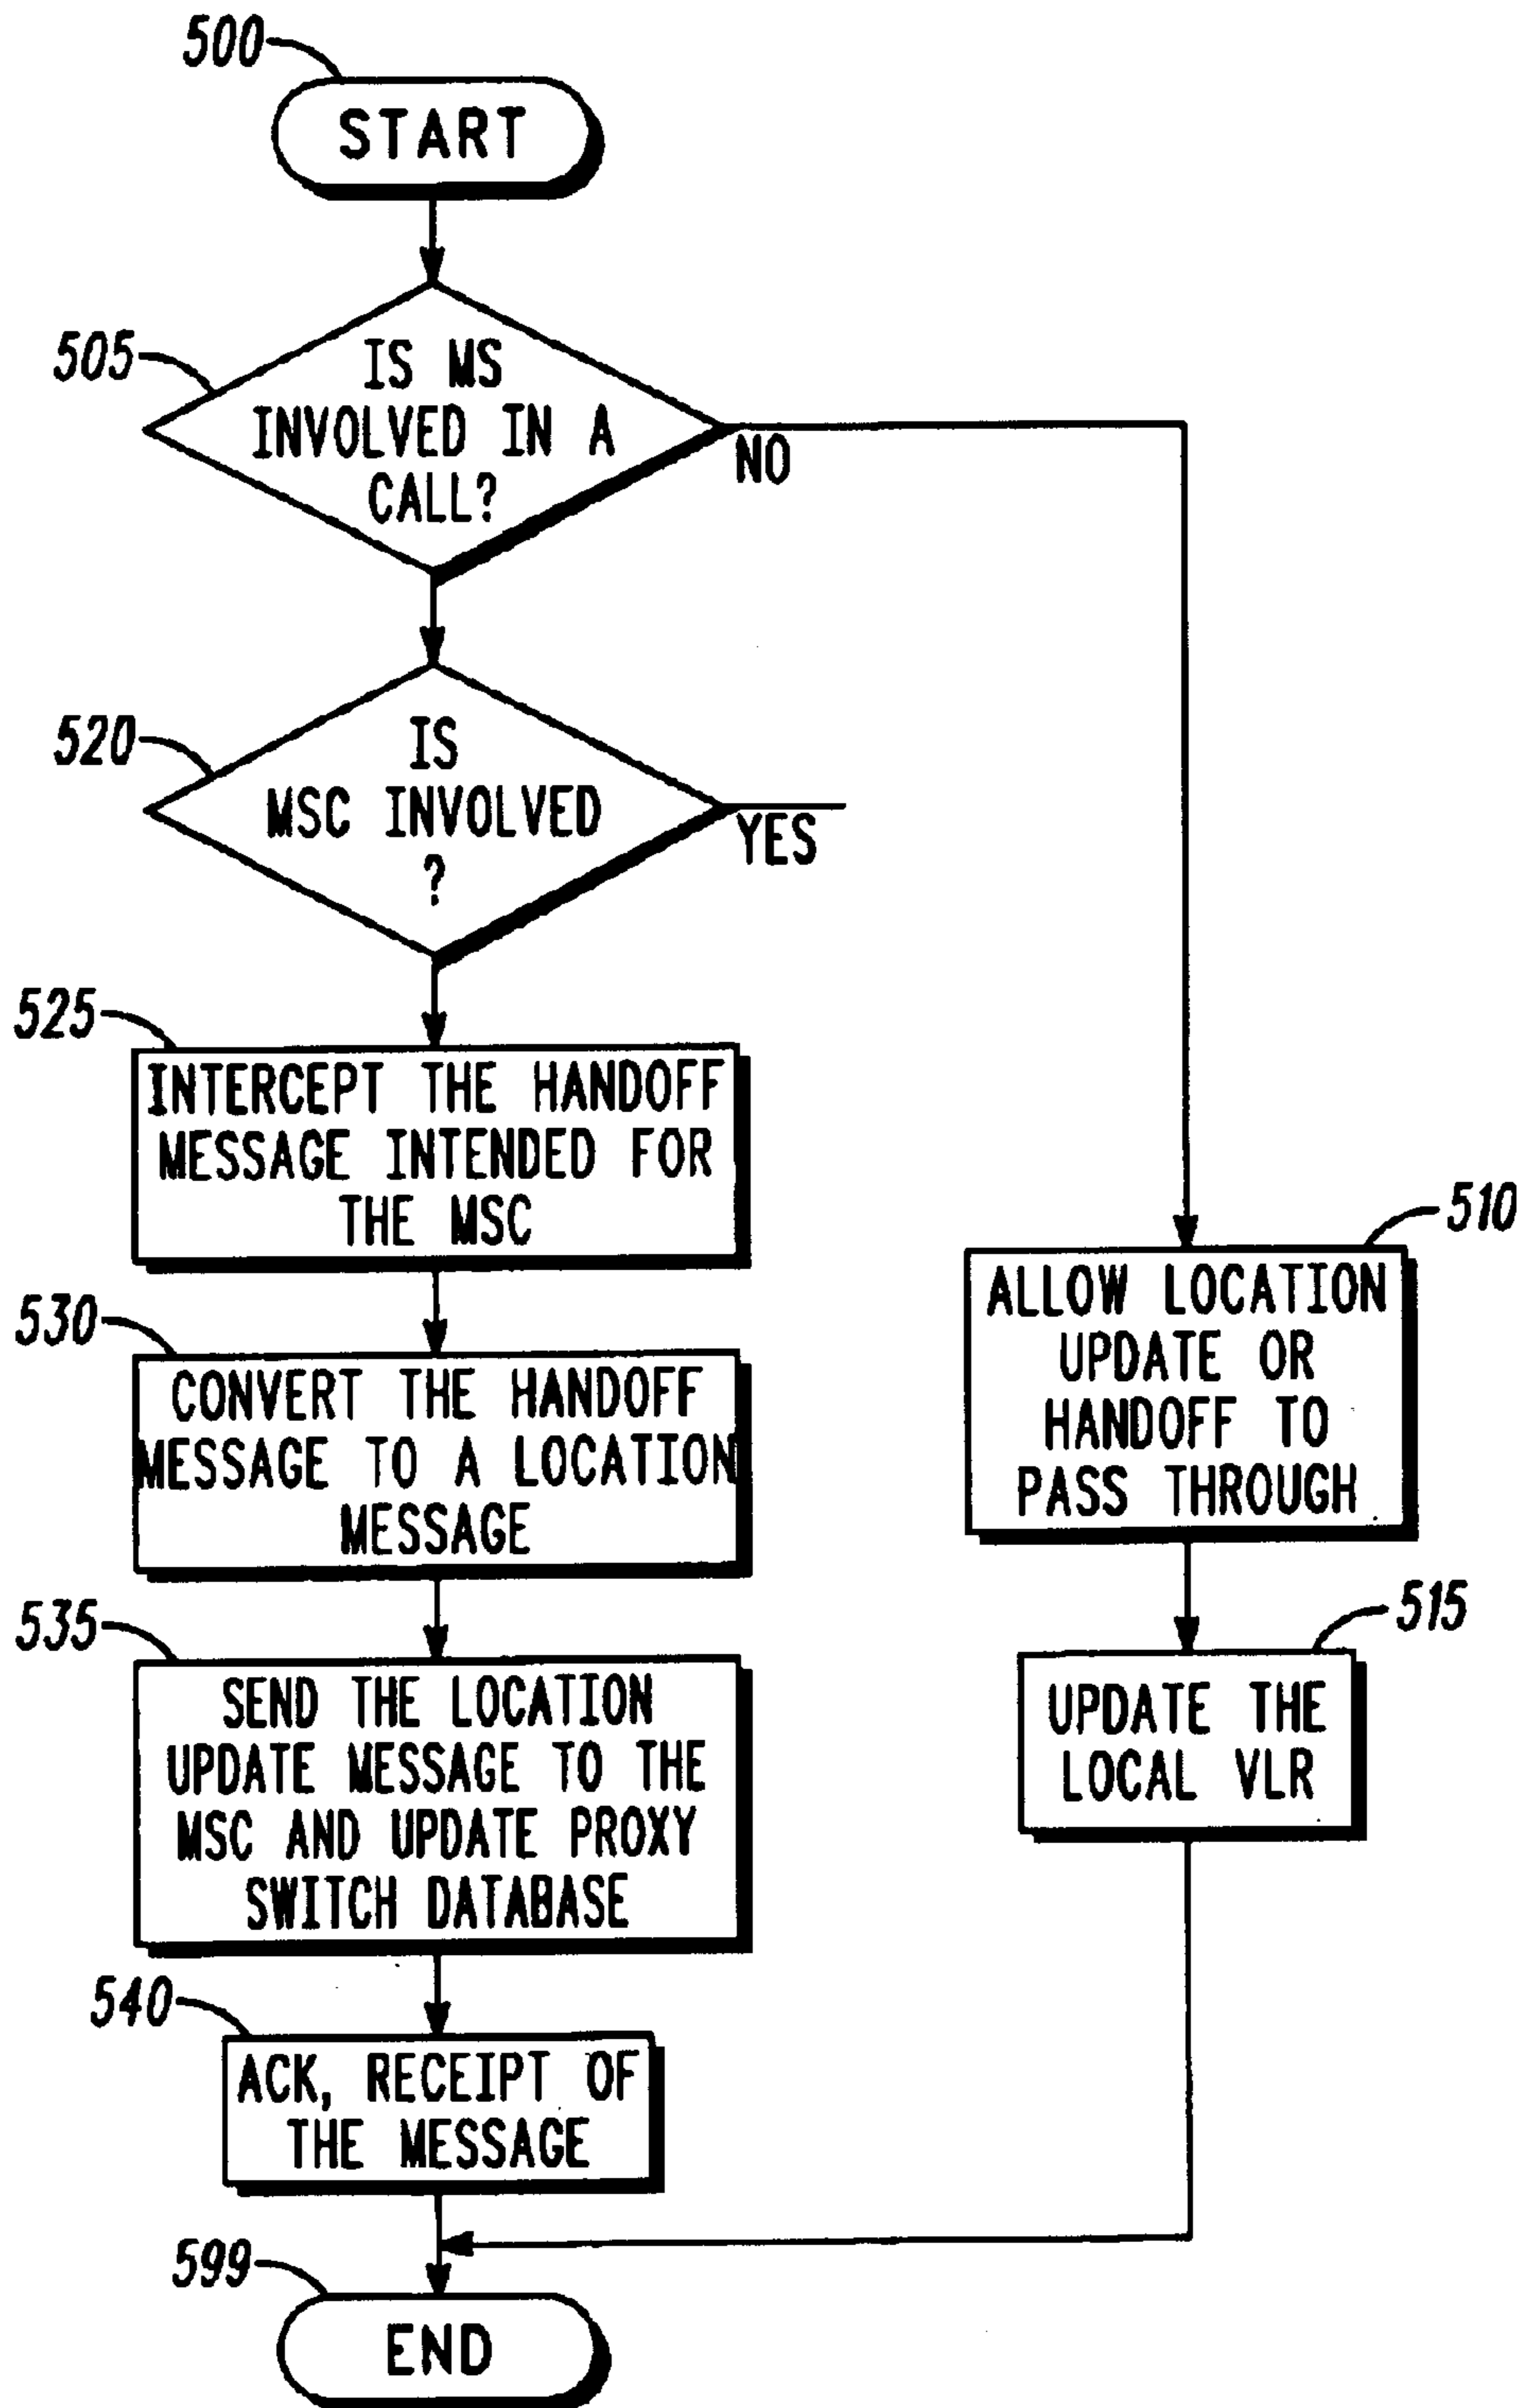 500
START
505
IS MS
INVOLVED IN A
CALL?
NO
520
IS
MSC INVOLVED
?
YES
525
INTERCEPT THE HANDOFF
MESSAGE INTENDED FOR
THE MSC
530
CONVERT THE HANDOFF
MESSAGE TO A LOCATION
MESSAGE
535
SEND THE LOCATION
UPDATE MESSAGE TO THE
MSC AND UPDATE PROXY
SWITCH DATABASE
540
ACK, RECEIPT OF
THE MESSAGE
510
ALLOW LOCATION
UPDATE OR
HANDOFF TO
PASS THROUGH
515
UPDATE THE
LOCAL VLR
599
END